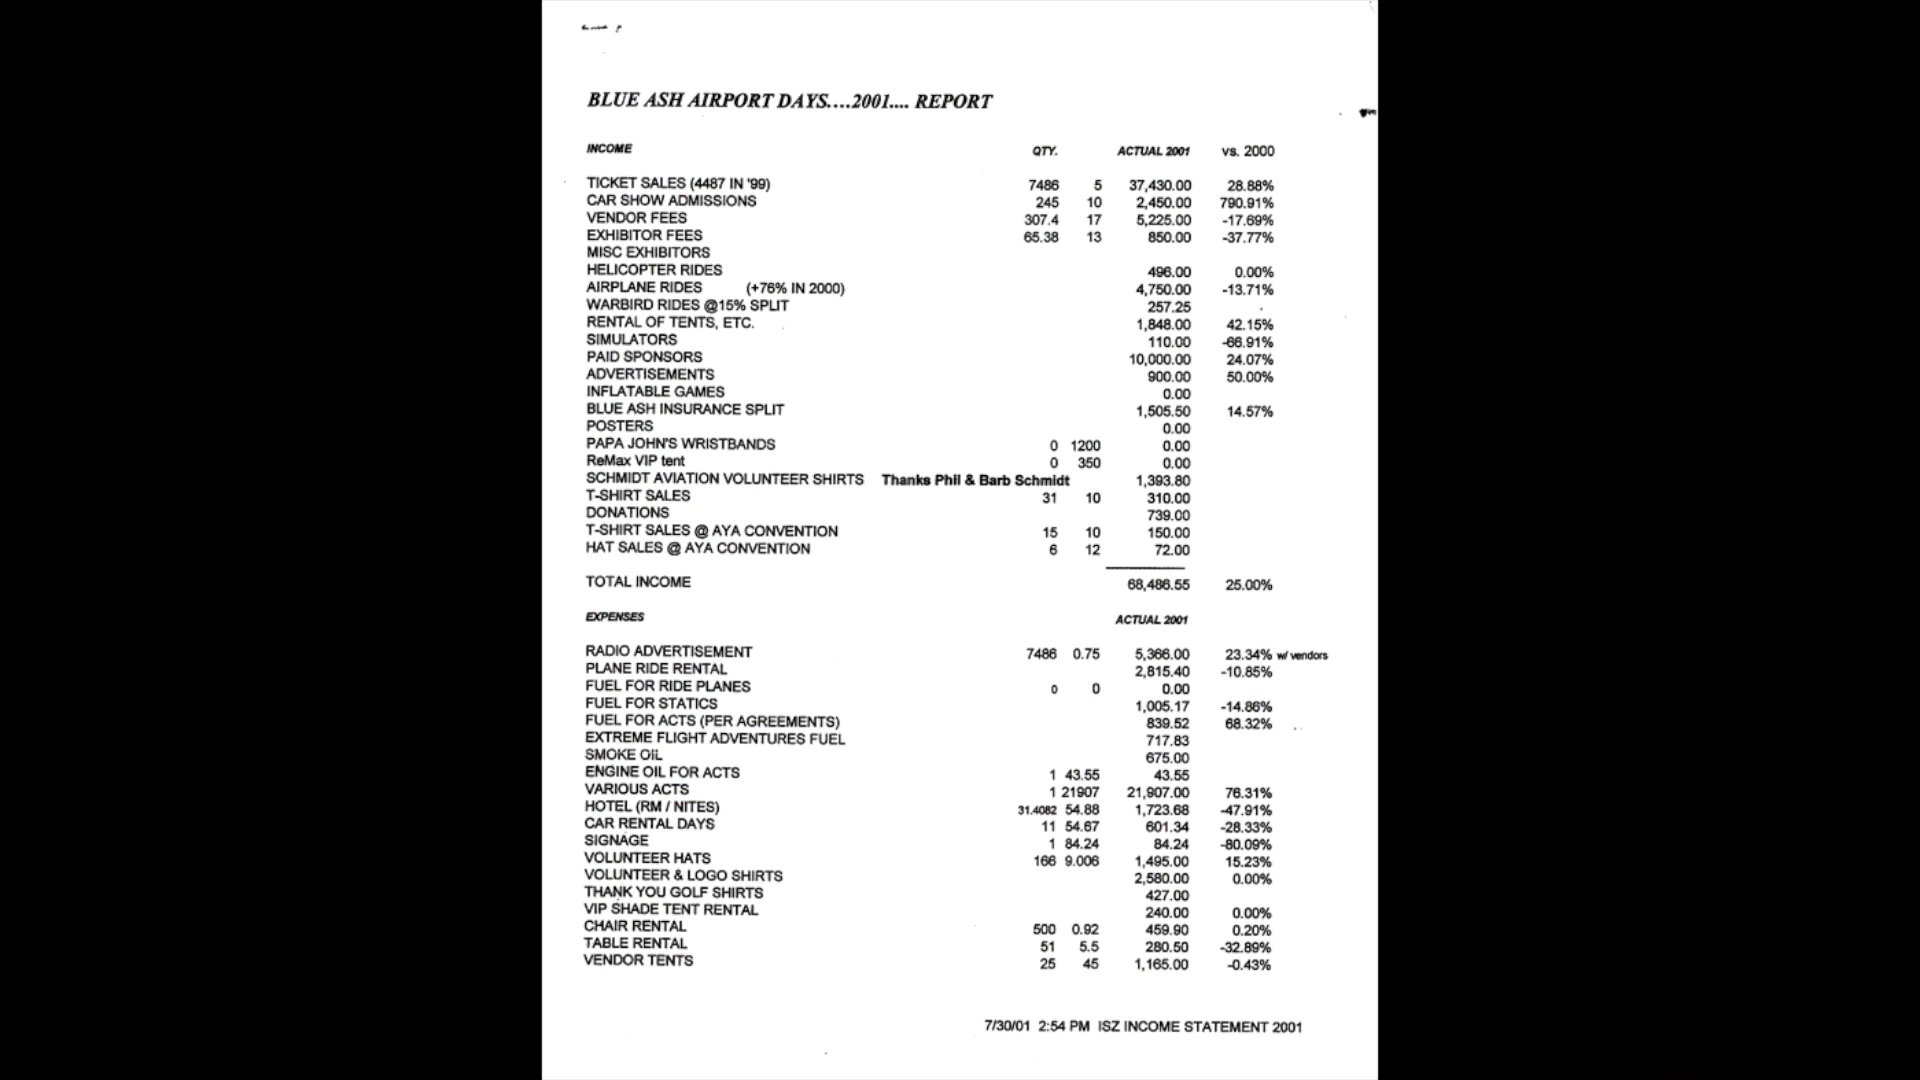 BLUE ASH AIRPORT DAYS....2001.... REPORT
INCOME QTY. ACTUAL 2001 vs. 2000
TICKET SALES (4487 IN '99) 7486 5 37,430.00 28.88%
CAR SHOW ADMISSIONS 245 10 2,450.00 790.91%
VENDOR FEES 307.4 17 5,225.00 -17.69%
EXHIBITOR FEES 65.38 13 850.00 -37.77%
MISC EXHIBITORS
HELICOPTER RIDES 496.00 0.00%
AIRPLANE RIDES (+76% IN 2000) 4,750.00 -13.71%
WARBIRD RIDES @15% SPLIT 257.25
RENTAL OF TENTS, ETC. 1,848.00 42.15%
SIMULATORS 110.00 -66.91%
PAID SPONSORS 10,000.00 24.07%
ADVERTISEMENTS 900.00 50.00%
INFLATABLE GAMES 0.00
BLUE ASH INSURANCE SPLIT 1,505.50 14.57%
POSTERS 0.00
PAPA JOHN'S WRISTBANDS 0 1200 0.00
ReMax VIP tent 0 350 0.00
SCHMIDT AVIATION VOLUNTEER SHIRTS Thanks Phil & Barb Schmidt 1,393.80
T-SHIRT SALES 31 10 310.00
DONATIONS 739.00
T-SHIRT SALES @ AYA CONVENTION 15 10 150.00
HAT SALES @ AYA CONVENTION 6 12 72.00
TOTAL INCOME 68,486.55 25.00%
EXPENSES ACTUAL 2001
RADIO ADVERTISEMENT 7486 0.75 5,366.00 23.34% w/ vendors
PLANE RIDE RENTAL 2,815.40 -10.85%
FUEL FOR RIDE PLANES 0 0 0.00
FUEL FOR STATICS 1,005.17 -14.86%
FUEL FOR ACTS (PER AGREEMENTS) 839.52 68.32%
EXTREME FLIGHT ADVENTURES FUEL 717.83
SMOKE OIL 675.00
ENGINE OIL FOR ACTS 1 43.55 43.55
VARIOUS ACTS 1 21907 21,907.00 76.31%
HOTEL (RM / NITES) 31.4082 54.88 1,723.68 -47.91%
CAR RENTAL DAYS 11 54.67 601.34 -28.33%
SIGNAGE 1 84.24 84.24 -80.09%
VOLUNTEER HATS 166 9.006 1,495.00 15.23%
VOLUNTEER & LOGO SHIRTS 2,580.00 0.00%
THANK YOU GOLF SHIRTS 427.00
VIP SHADE TENT RENTAL 240.00 0.00%
CHAIR RENTAL 500 0.92 459.90 0.20%
TABLE RENTAL 51 5.5 280.50 -32.89%
VENDOR TENTS 25 45 1,165.00 -0.43%
7/30/01 2:54 PM ISZ INCOME STATEMENT 2001